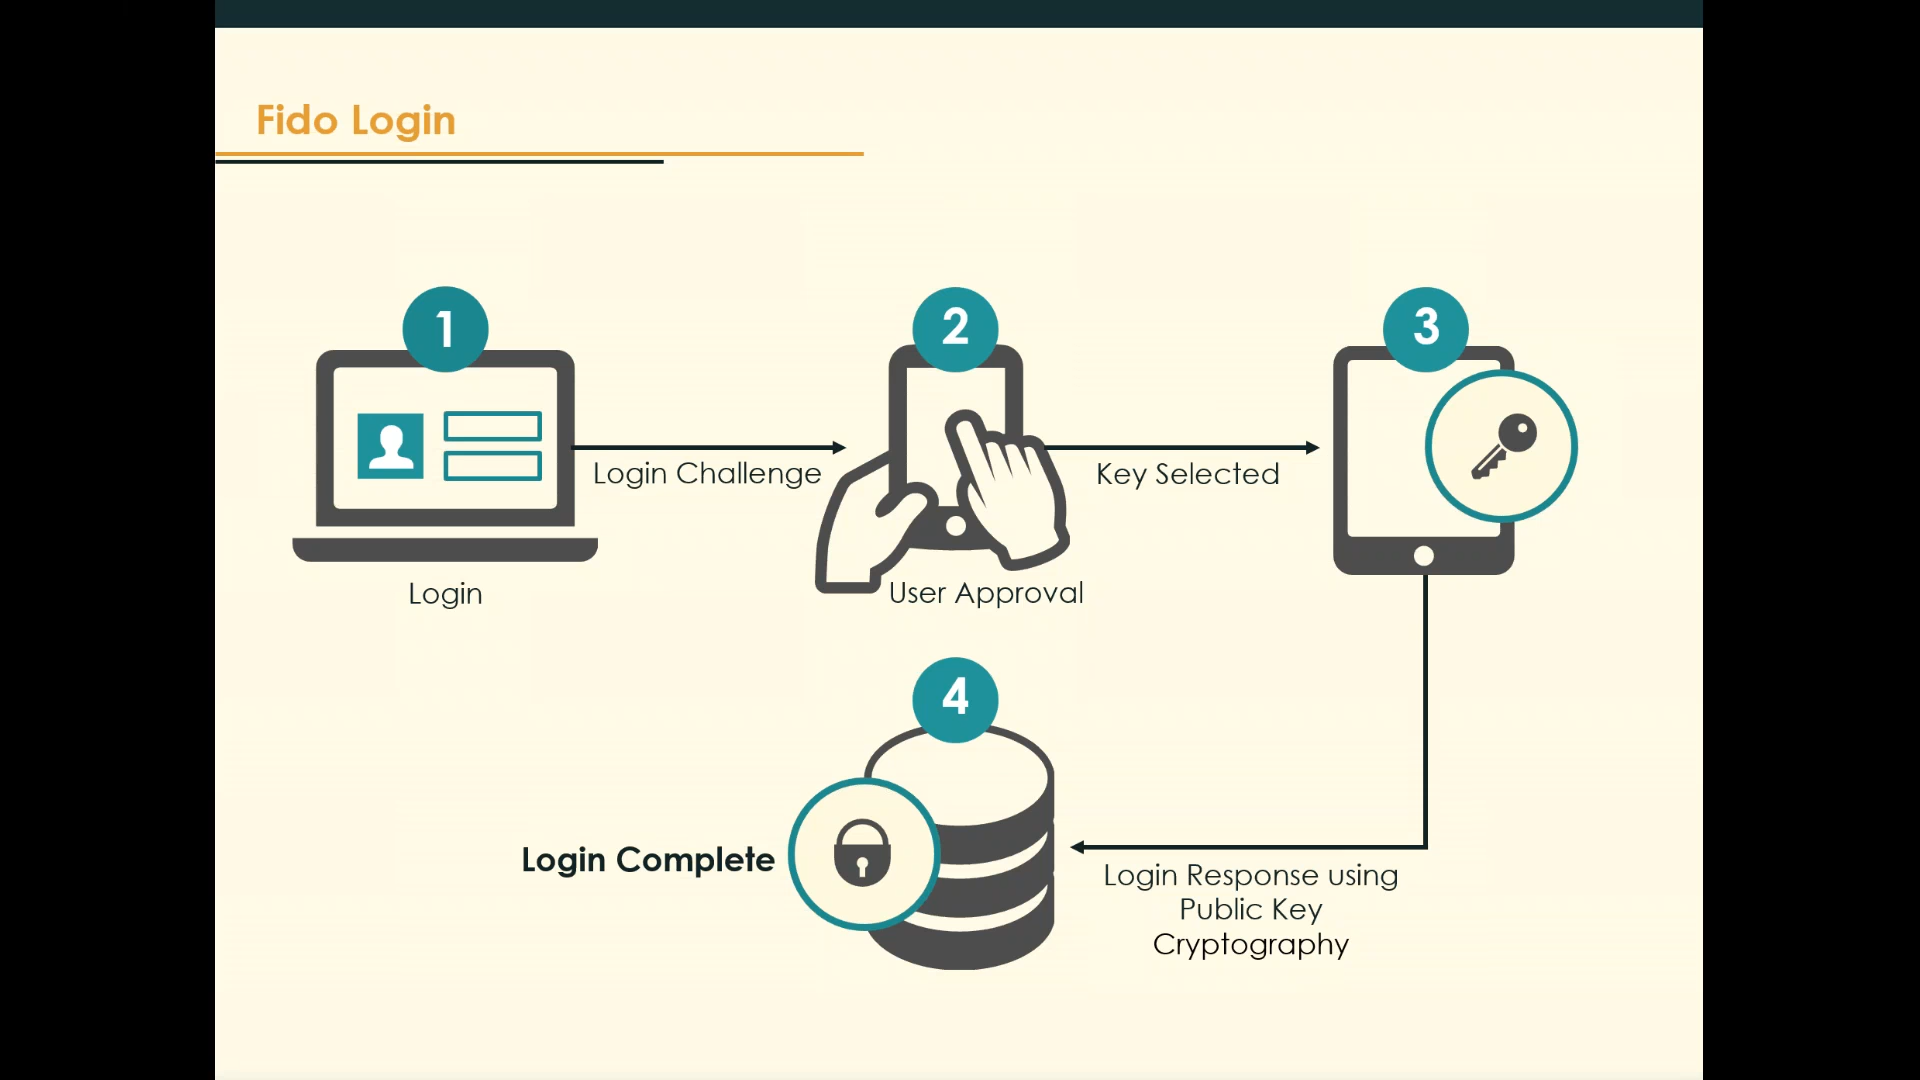 Fido Login
1
2
3
Login Challenge
Key Selected
Login
User Approval
4
Login Complete
Login Response using
Public Key
Cryptography